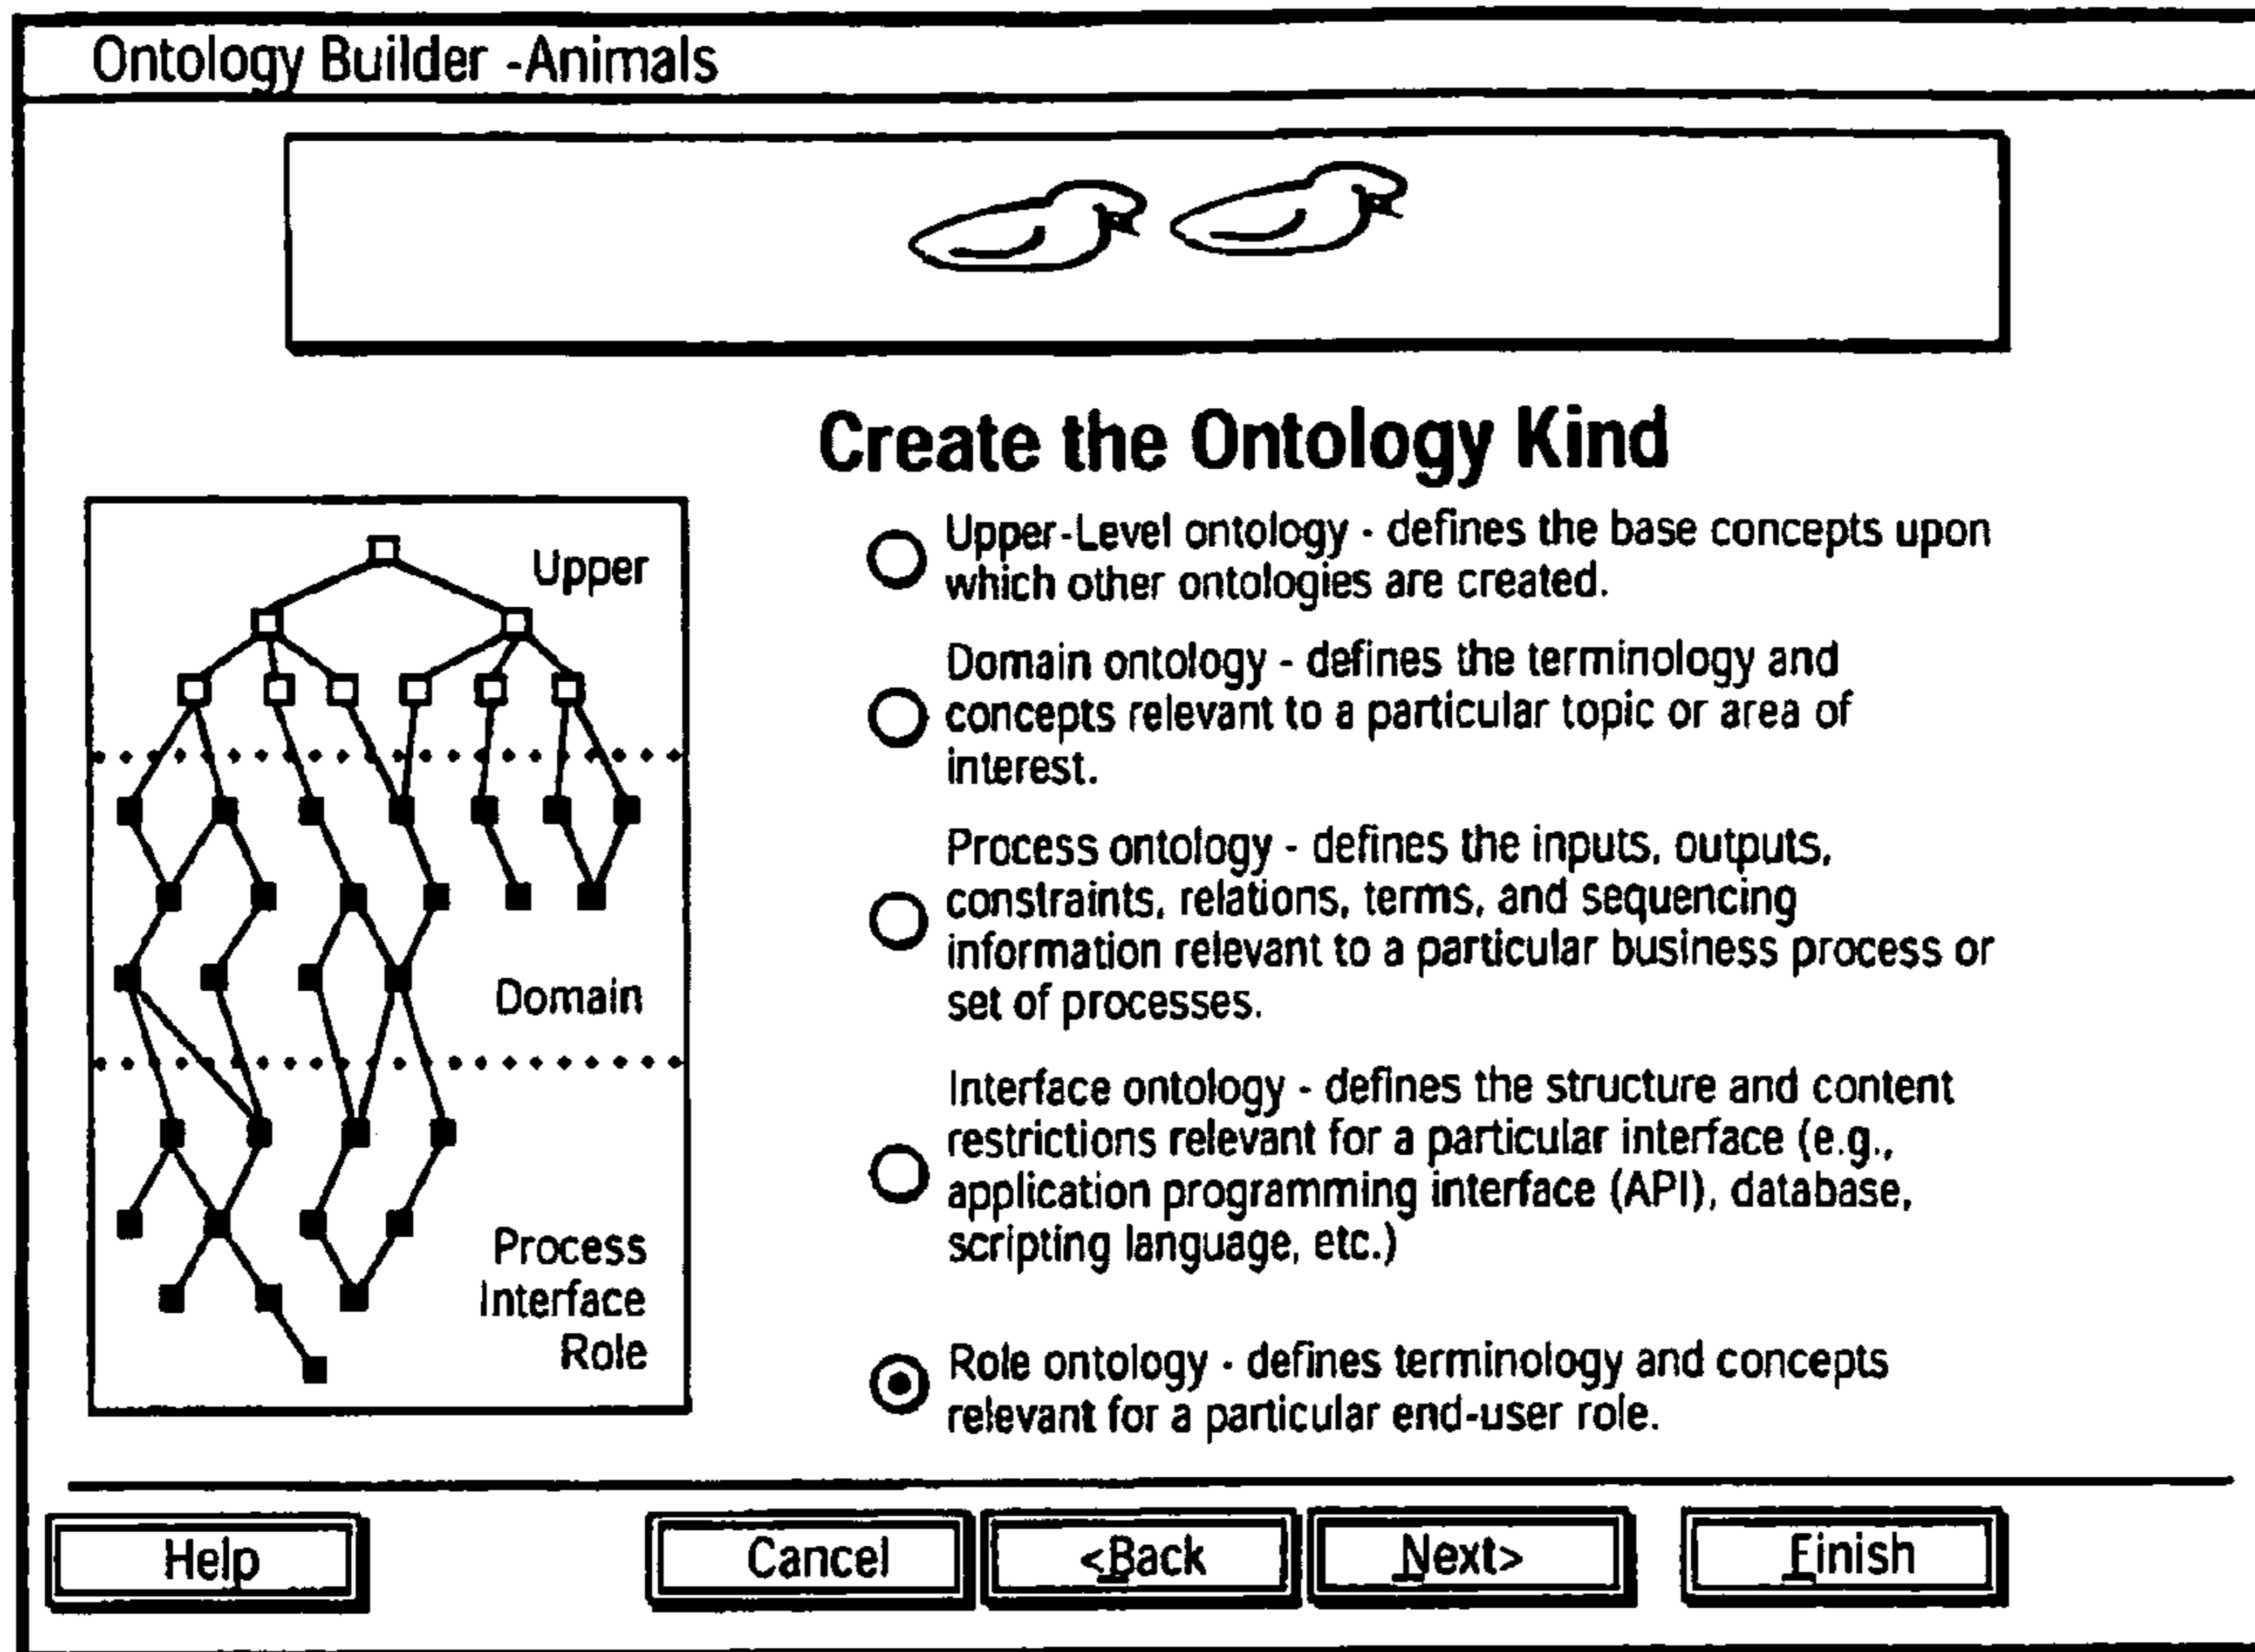 Ontology Builder -Animals
Create the Ontology Kind
Upper
Domain
Process
Interface
Role
Upper-Level ontology - defines the base concepts upon
which other ontologies are created.
Domain ontology - defines the terminology and
concepts relevant to a particular topic or area of
interest.
Process ontology - defines the inputs, outputs,
constraints, relations, terms, and sequencing
information relevant to a particular business process or
set of processes.
Interface ontology - defines the structure and content
restrictions relevant for a particular interface (e.g.,
application programming interface (API), database,
scripting language, etc.)
Role ontology - defines terminology and concepts
relevant for a particular end-user role.
Help
Cancel
<Back
Next>
Finish